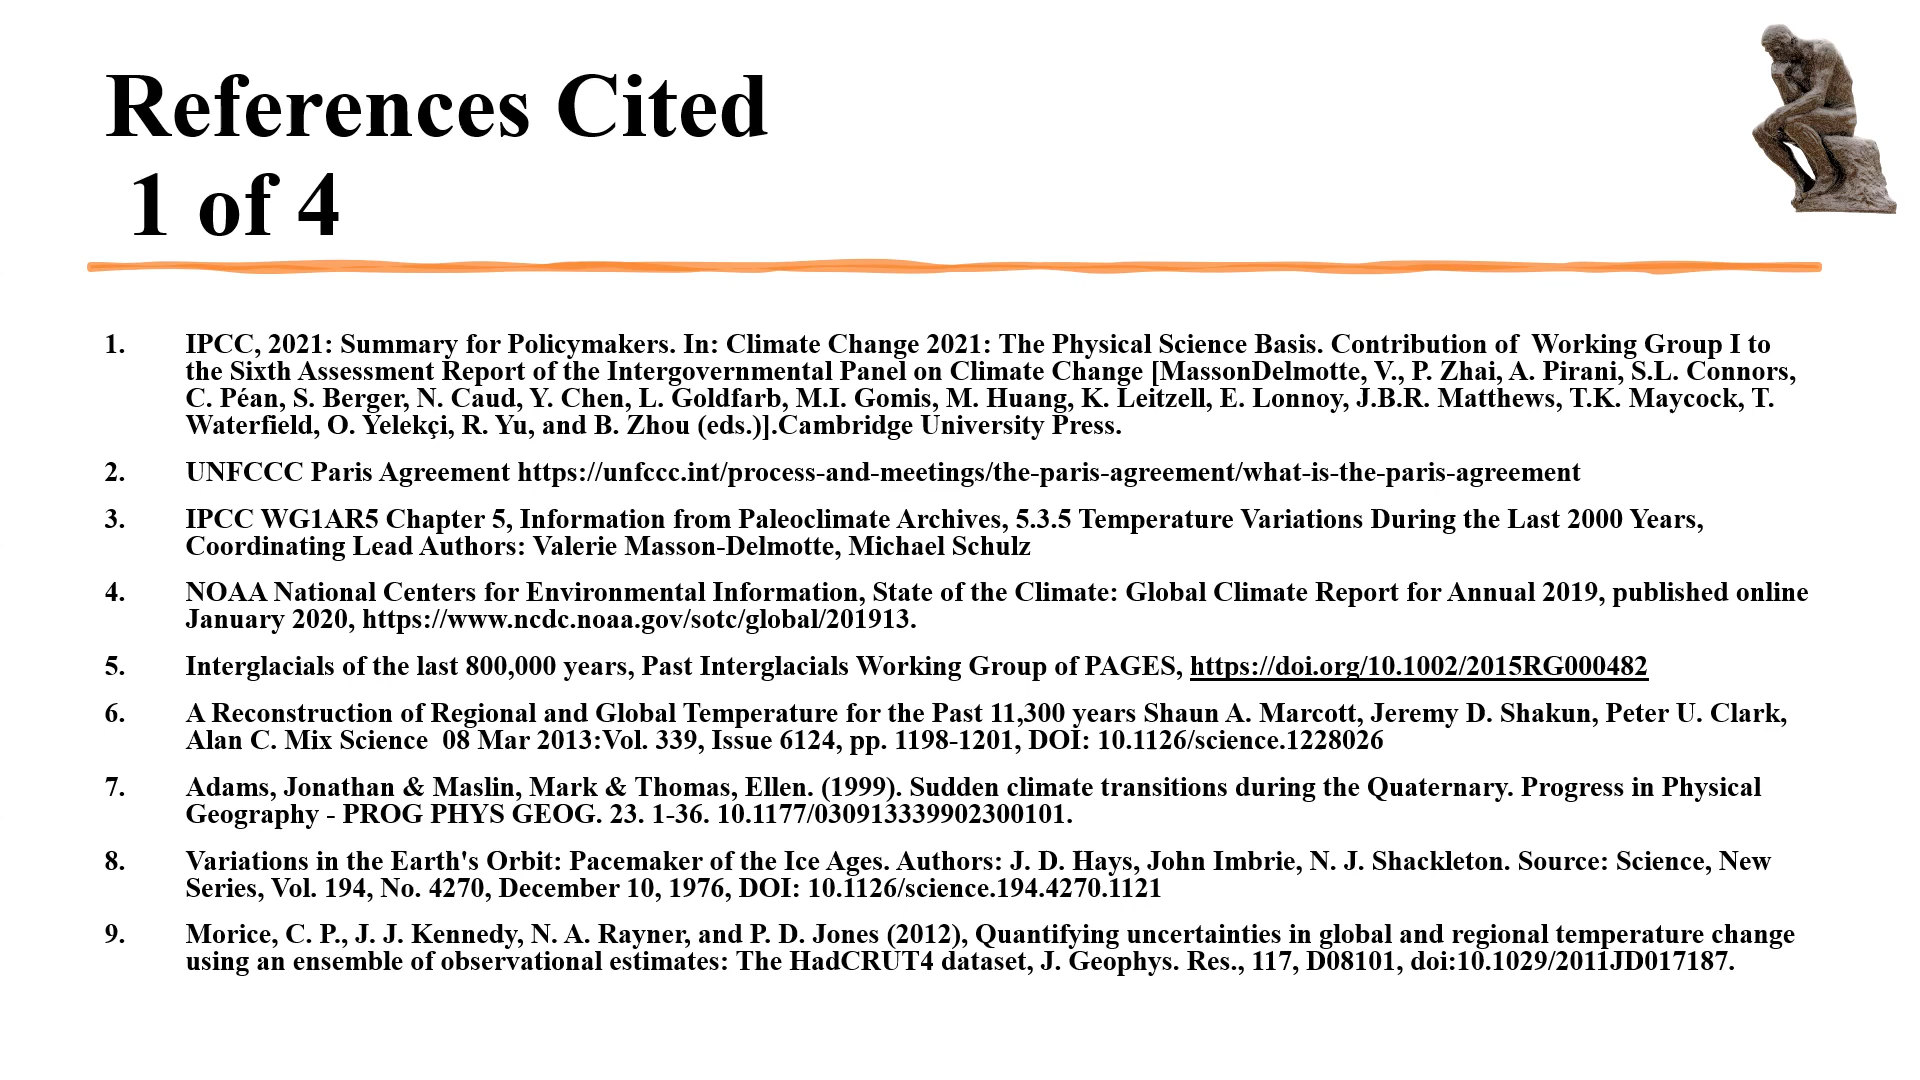 References Cited
1 of 4
1. IPCC, 2021: Summary for Policymakers. In: Climate Change 2021: The Physical Science Basis. Contribution of  Working Group I to
the Sixth Assessment Report of the Intergovernmental Panel on Climate Change [MassonDelmotte, V., P. Zhai, A. Pirani, S.L. Connors,
C. Péan, S. Berger, N. Caud, Y. Chen, L. Goldfarb, M.I. Gomis, M. Huang, K. Leitzell, E. Lonnoy, J.B.R. Matthews, T.K. Maycock, T.
Waterfield, O. Yelekçi, R. Yu, and B. Zhou (eds.)].Cambridge University Press.
2. UNFCCC Paris Agreement https://unfccc.int/process-and-meetings/the-paris-agreement/what-is-the-paris-agreement
3. IPCC WG1AR5 Chapter 5, Information from Paleoclimate Archives, 5.3.5 Temperature Variations During the Last 2000 Years,
Coordinating Lead Authors: Valerie Masson-Delmotte, Michael Schulz
4. NOAA National Centers for Environmental Information, State of the Climate: Global Climate Report for Annual 2019, published online
January 2020, https://www.ncdc.noaa.gov/sotc/global/201913.
5. Interglacials of the last 800,000 years, Past Interglacials Working Group of PAGES, https://doi.org/10.1002/2015RG000482
6. A Reconstruction of Regional and Global Temperature for the Past 11,300 years Shaun A. Marcott, Jeremy D. Shakun, Peter U. Clark,
Alan C. Mix Science  08 Mar 2013:Vol. 339, Issue 6124, pp. 1198-1201, DOI: 10.1126/science.1228026
7. Adams, Jonathan & Maslin, Mark & Thomas, Ellen. (1999). Sudden climate transitions during the Quaternary. Progress in Physical
Geography - PROG PHYS GEOG. 23. 1-36. 10.1177/030913339902300101.
8. Variations in the Earth's Orbit: Pacemaker of the Ice Ages. Authors: J. D. Hays, John Imbrie, N. J. Shackleton. Source: Science, New
Series, Vol. 194, No. 4270, December 10, 1976, DOI: 10.1126/science.194.4270.1121
9. Morice, C. P., J. J. Kennedy, N. A. Rayner, and P. D. Jones (2012), Quantifying uncertainties in global and regional temperature change
using an ensemble of observational estimates: The HadCRUT4 dataset, J. Geophys. Res., 117, D08101, doi:10.1029/2011JD017187.